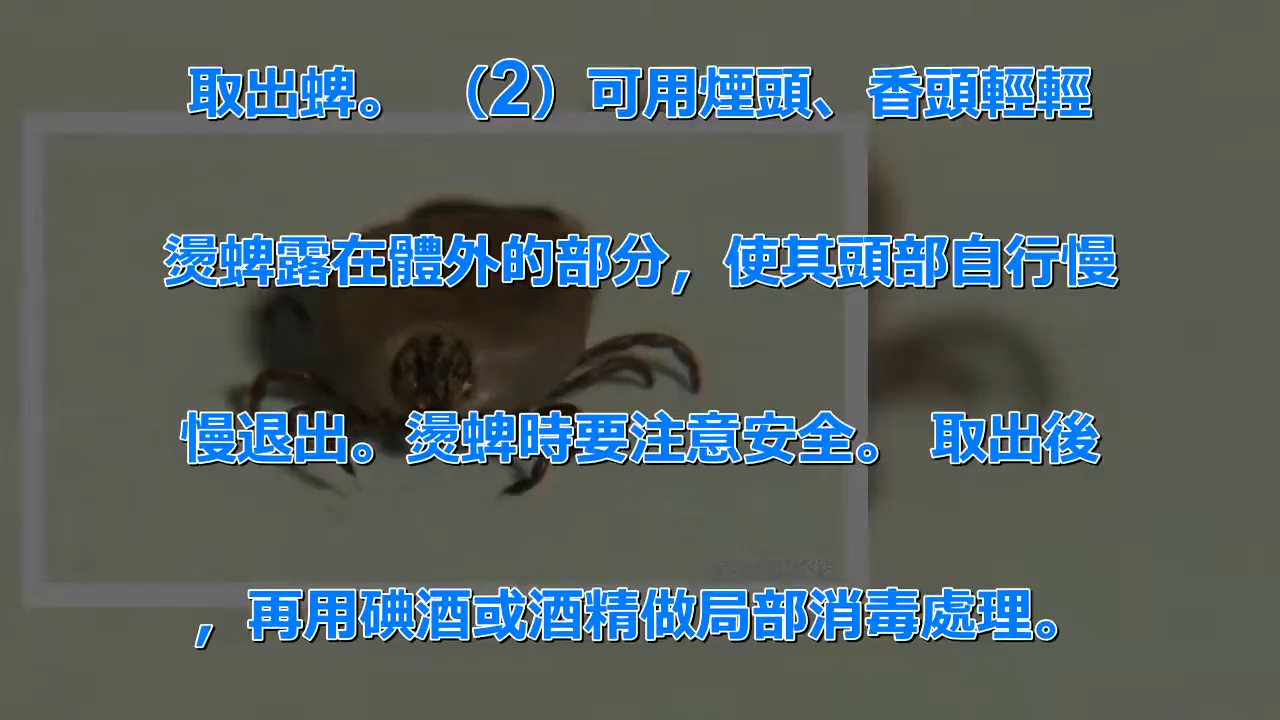 取出蜱。 （2）可用煙頭、香頭輕輕
燙蜱露在體外的部分，使其頭部自行慢
慢退出。燙蜱時要注意安全。 取出後
，再用碘酒或酒精做局部消毒處理。